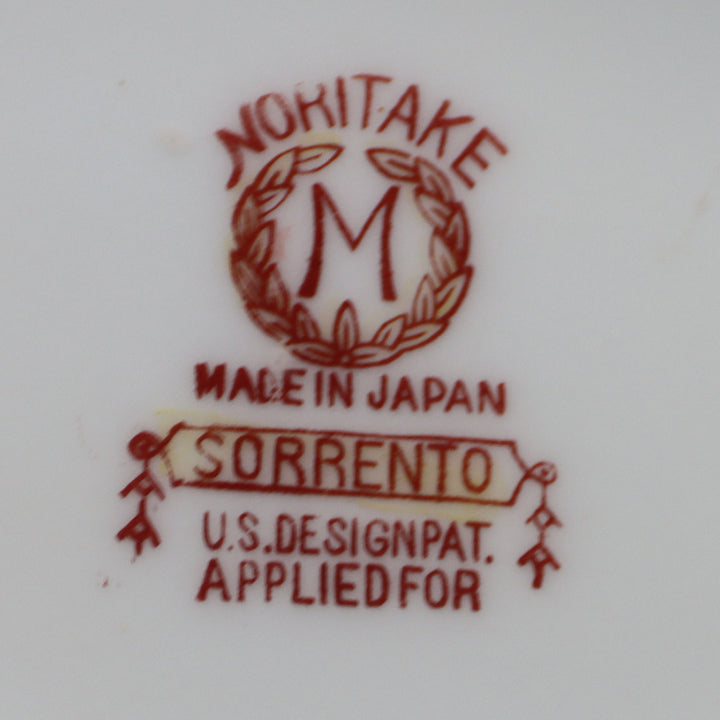 NORITAKE
M
MADE IN JAPAN
SORRENTO
U.S. DESIGN PAT.
APPLIED FOR